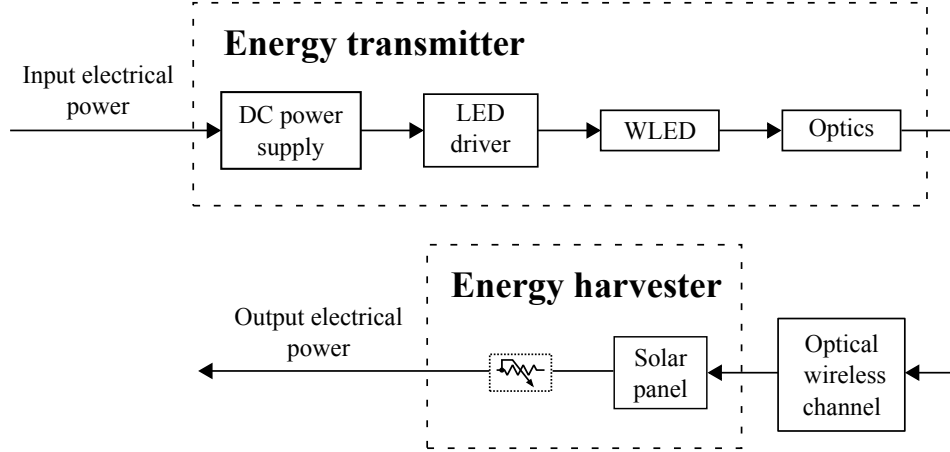 Energy transmitter
Input electrical
power
DC power
supply
LED
driver
WLED
Optics
Energy harvester
Output electrical
power
Solar
panel
Optical
wireless
channel